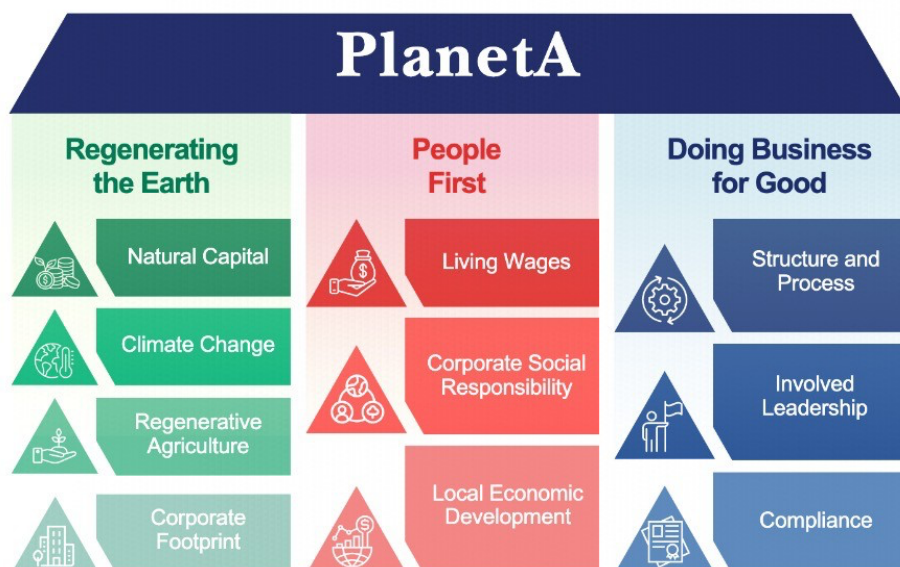 PlanetA
Regenerating
the Earth
Natural Capital
Climate Change
Regenerative
Agriculture
Corporate
Footprint
People
First
Living Wages
Corporate Social
Responsibility
Local Economic
Development
Doing Business
for Good
Structure and
Process
Involved
Leadership
Compliance